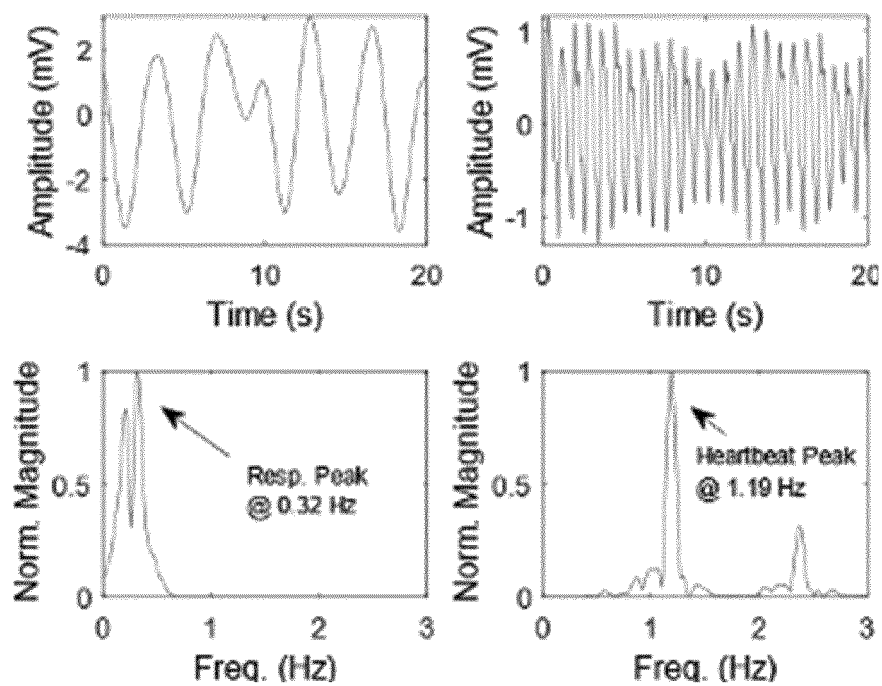 Amplitude (mV)
2
0
-2
-4
0
10
20
Time (s)
Amplitude (mV)
1
0
-1
0
10
20
Time (s)
Norm. Magnitude
1
0.5
0
Resp. Peak
@ 0.32 Hz
0
1
2
3
Freq. (Hz)
Norm. Magnitude
1
0.5
0
Heartbeat Peak
@ 1.19 Hz
0
1
2
3
Freq. (Hz)